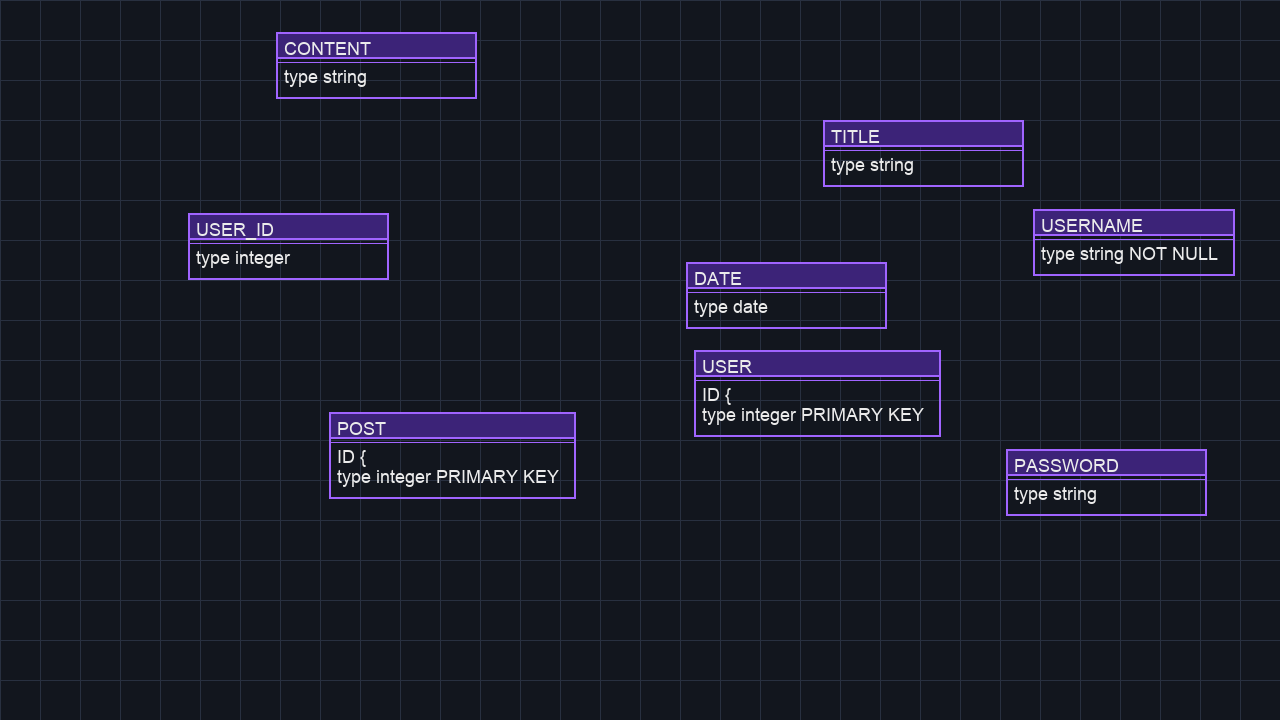 CONTENT
type string
TITLE
type string
USERNAME
type string NOT NULL
USER_ID
type integer
DATE
type date
USER
ID {
type integer PRIMARY KEY
POST
ID {
type integer PRIMARY KEY
PASSWORD
type string